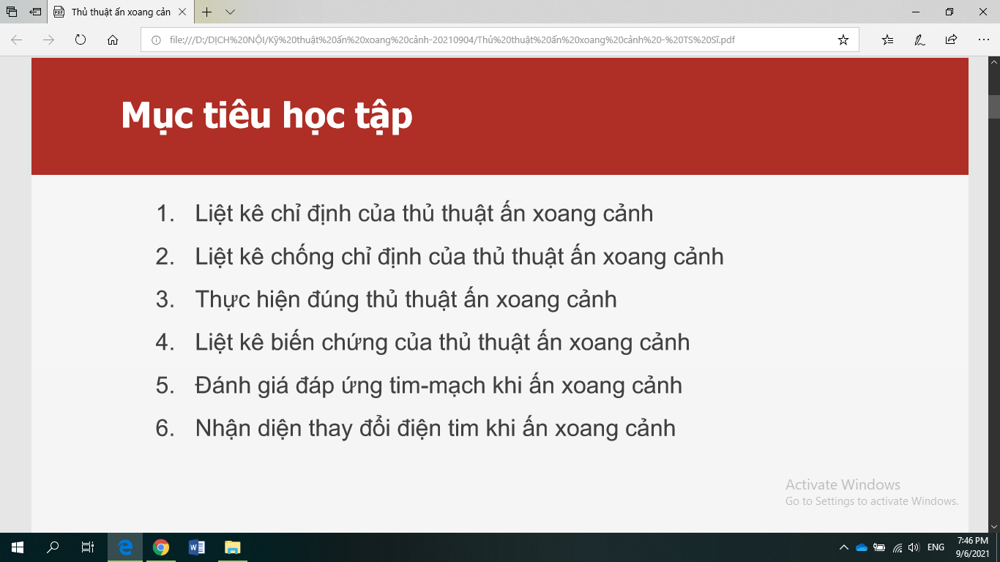 Thủ thuật ấn xoang cản
file:///D:/DỊCH%20NỘI/Kỹ%20thuật%20ấn%20xoang%20cảnh-20210904/Thủ%20thuật%20ấn%20xoang%20cảnh%20-%20TS%20Sĩ.pdf
Mục tiêu học tập
1. Liệt kê chỉ định của thủ thuật ấn xoang cảnh
2. Liệt kê chống chỉ định của thủ thuật ấn xoang cảnh
3. Thực hiện đúng thủ thuật ấn xoang cảnh
4. Liệt kê biến chứng của thủ thuật ấn xoang cảnh
5. Đánh giá đáp ứng tim-mạch khi ấn xoang cảnh
6. Nhận diện thay đổi điện tim khi ấn xoang cảnh
Activate Windows
Go to Settings to activate Windows.
ENG
7:46 PM
9/6/2021